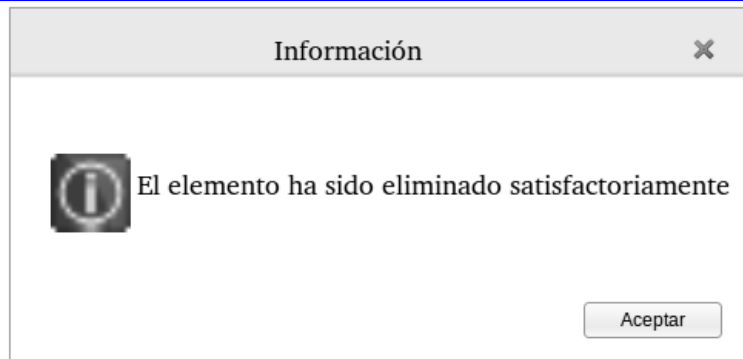 Información
El elemento ha sido eliminado satisfactoriamente
Aceptar